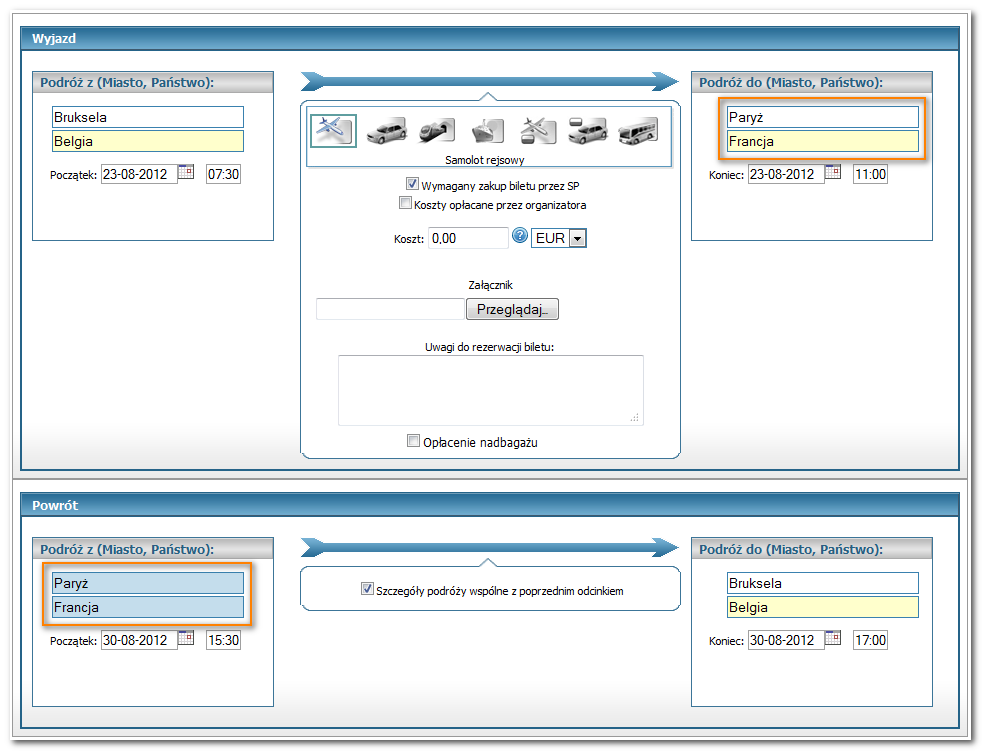 Wyjazd
Podróż z (Miasto, Państwo):
Bruksela
Belgia
Początek: 23-08-2012 07:30
Samolot rejsowy
Wymagany zakup biletu przez SP
Koszty opłacane przez organizatora
Koszt: 0,00 EUR
Załącznik
Przeglądaj...
Uwagi do rezerwacji biletu:
Opłacenie nadbagażu
Podróż do (Miasto, Państwo):
Paryż
Francja
Koniec: 23-08-2012 11:00
Powrót
Podróż z (Miasto, Państwo):
Paryż
Francja
Początek: 30-08-2012 15:30
Szczegóły podróży wspólne z poprzednim odcinkiem
Podróż do (Miasto, Państwo):
Bruksela
Belgia
Koniec: 30-08-2012 17:00